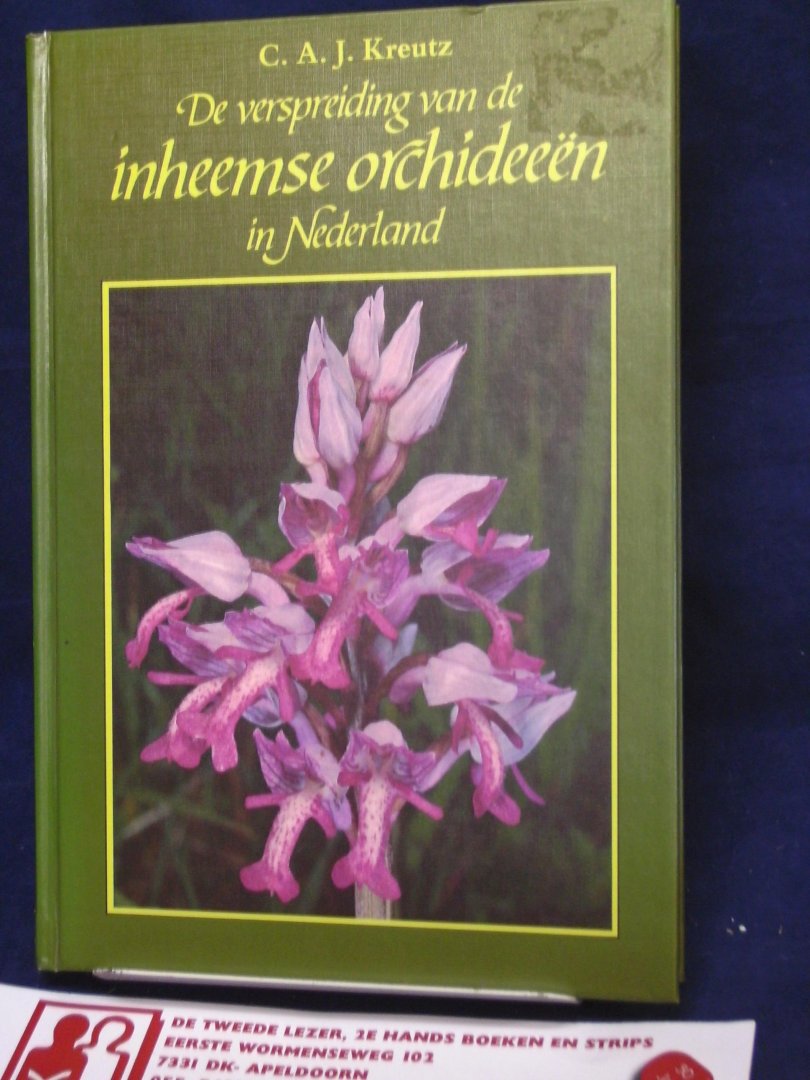 C. A. J. Kreutz
De verspreiding van de
inheemse orchideeën
in Nederland
DE TWEEDE LEZER, 2E HANDS BOEKEN EN STRIPS
EERSTE WORMENSEWEG 102
7331 DK- APELDOORN